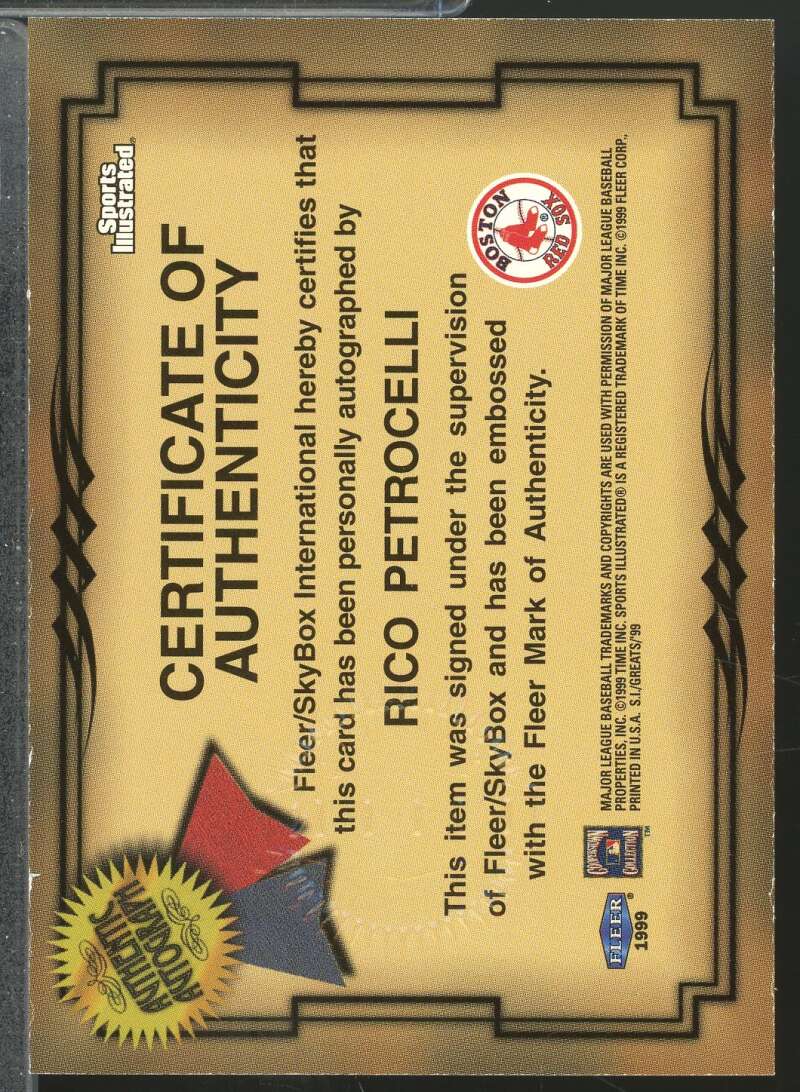 Sports
Illustrated®
AUTHENTIC
AUTOGRAPH
CERTIFICATE OF
AUTHENTICITY
Fleer/SkyBox International hereby certifies that
this card has been personally autographed by
RICO PETROCELLI
This item was signed under the supervision
of Fleer/SkyBox and has been embossed
with the Fleer Mark of Authenticity.
BOSTON
RED SOX
®
FLEER®
1999
COOPERSTOWN
COLLECTION
TM
MAJOR LEAGUE BASEBALL TRADEMARKS AND COPYRIGHTS ARE USED WITH PERMISSION OF MAJOR LEAGUE BASEBALL
PROPERTIES, INC. ©1999 TIME INC. SPORTS ILLUSTRATED® IS A REGISTERED TRADEMARK OF TIME INC. ©1999 FLEER CORP.,
PRINTED IN U.S.A. S.I./GREATS/'99